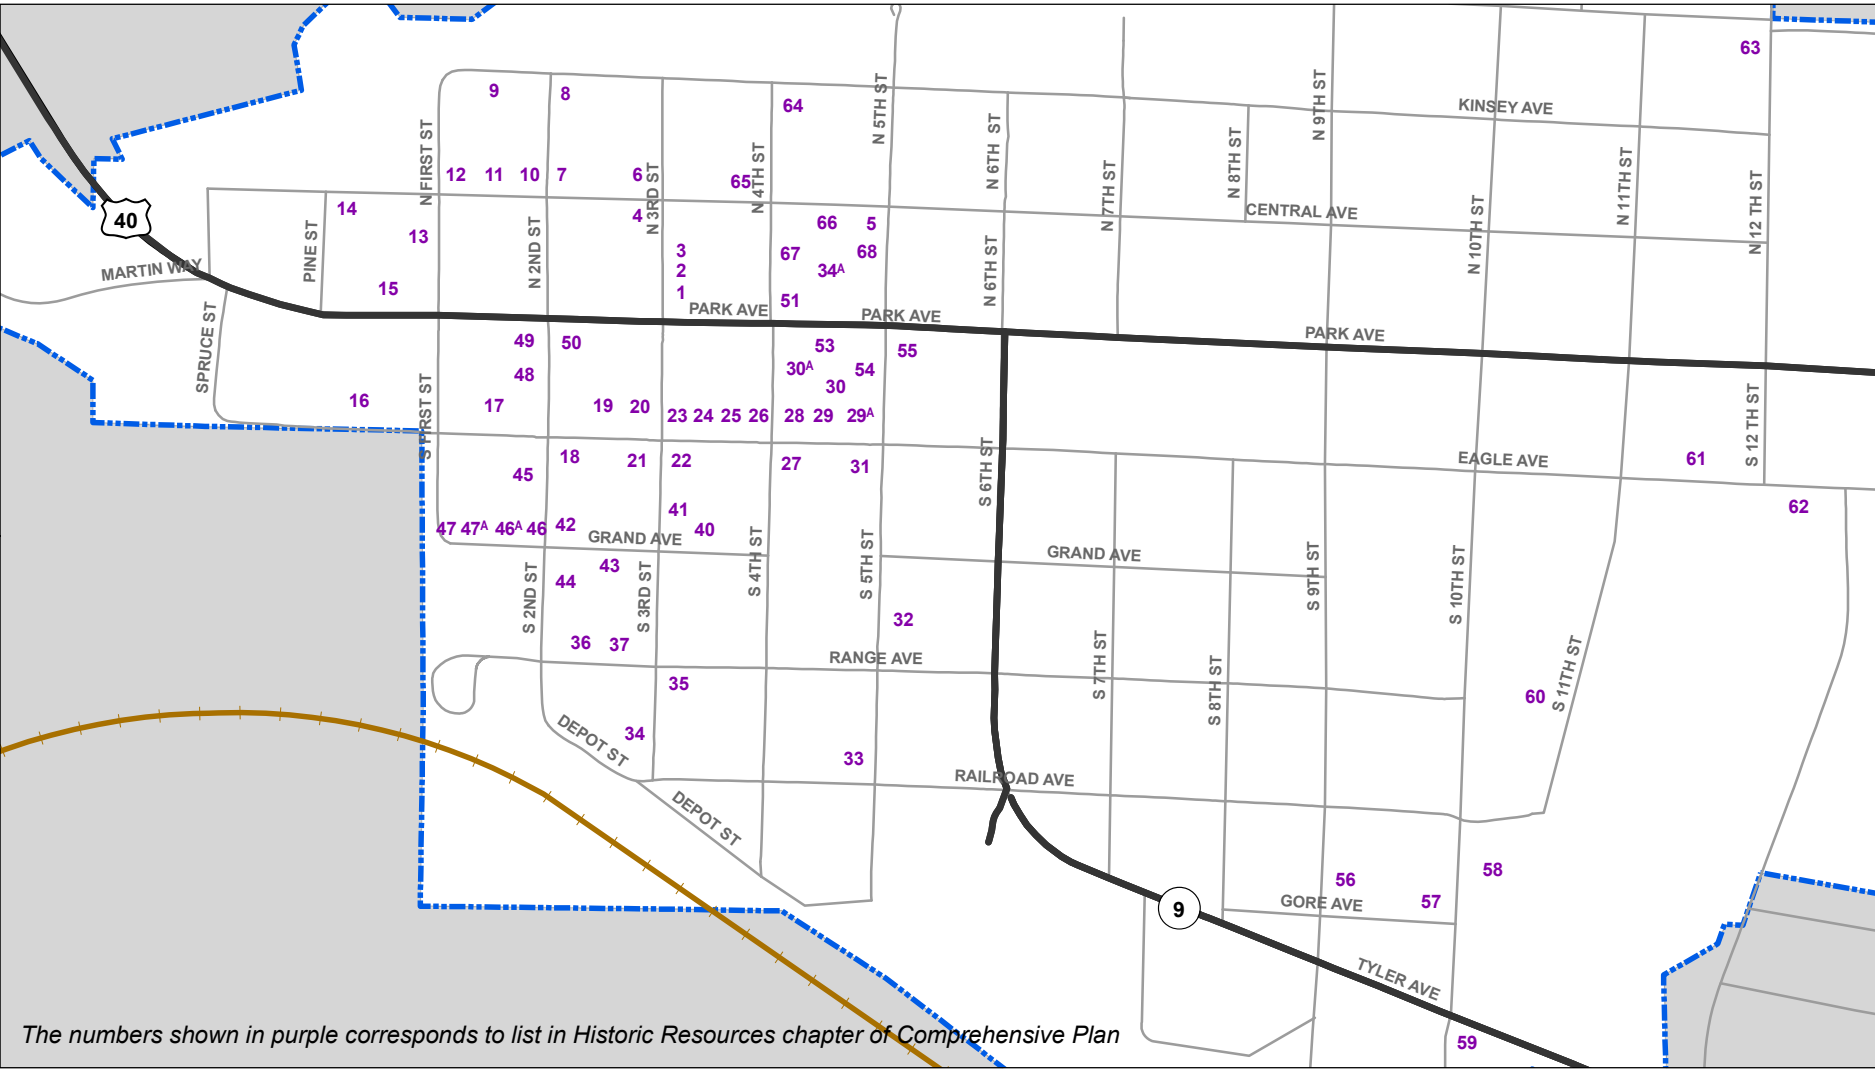 63
9
8
64
N 5TH ST
N 9TH ST
KINSEY AVE
N FIRST ST
N 6TH ST
N 8TH ST
12 11 10 7
6
N 3RD ST
65
N 4TH ST
N 7TH ST
N 11TH ST
N 12 TH ST
14
4
66
5
CENTRAL AVE
40
13
PINE ST
N 2ND ST
3
67
68
N 6TH ST
N 10TH ST
MARTIN WAY
2
34A
15
1
51
PARK AVE
PARK AVE
PARK AVE
SPRUCE ST
49
50
53
55
48
30A
54
30
16
S FIRST ST
17
19
20
23 24 25 26 28 29 29A
S 12TH ST
18
21
22
27
31
S 6TH ST
EAGLE AVE
61
45
62
41
47 47A 46A 46 42
40
GRAND AVE
S 4TH ST
S 5TH ST
GRAND AVE
S 9TH ST
S 10TH ST
43
44
S 2ND ST
S 3RD ST
32
36
37
RANGE AVE
S 7TH ST
S 8TH ST
S 11TH ST
35
60
DEPOT ST
34
33
RAILROAD AVE
DEPOT ST
58
56
57
GORE AVE
9
TYLER AVE
The numbers shown in purple corresponds to list in Historic Resources chapter of Comprehensive Plan
59